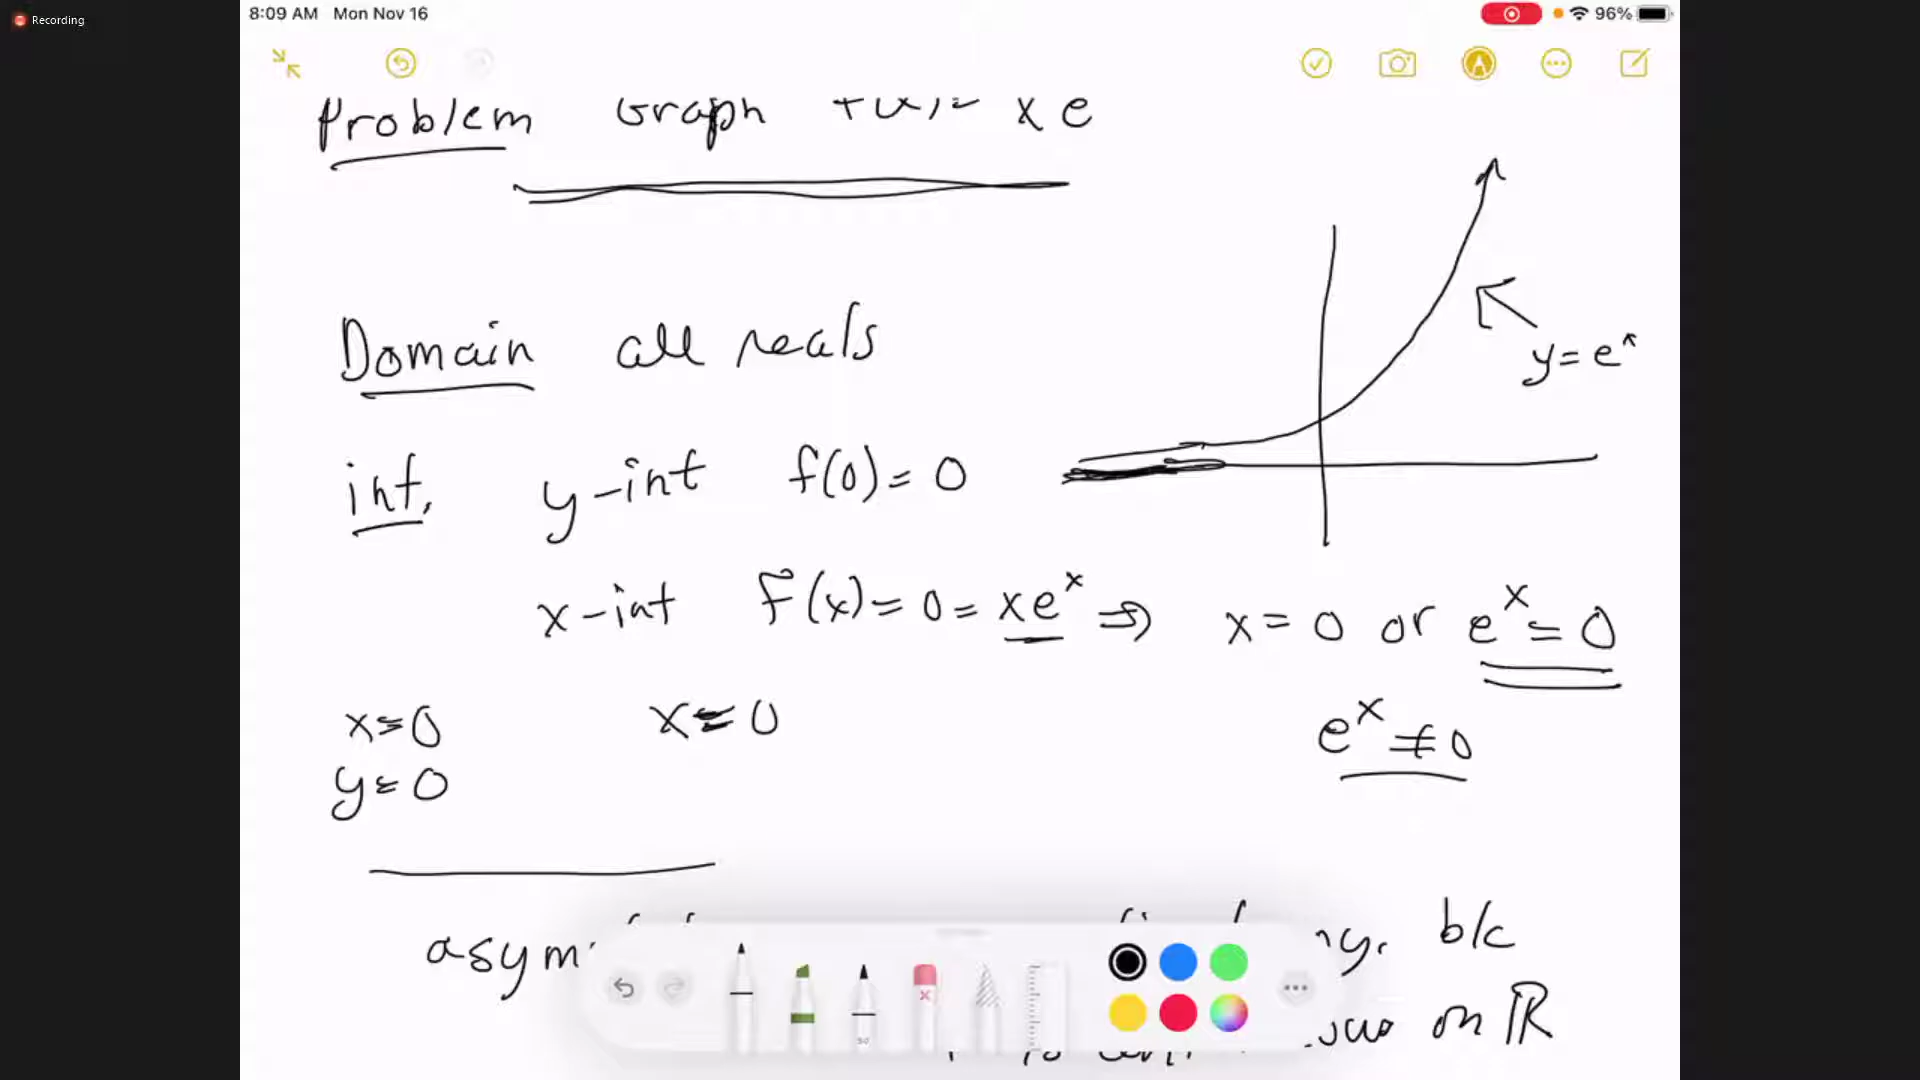 Recording
8:09 AM Mon Nov 16
96%
Problem Graph f(x)= x e
y=e^x
Domain all reals
int. y-int f(0)=0
x-int f(x)=0=xe^x ⇒ x=0 or e^x=0
x=0 x=0 e^x≠0
y=0
b/c
on ℝ